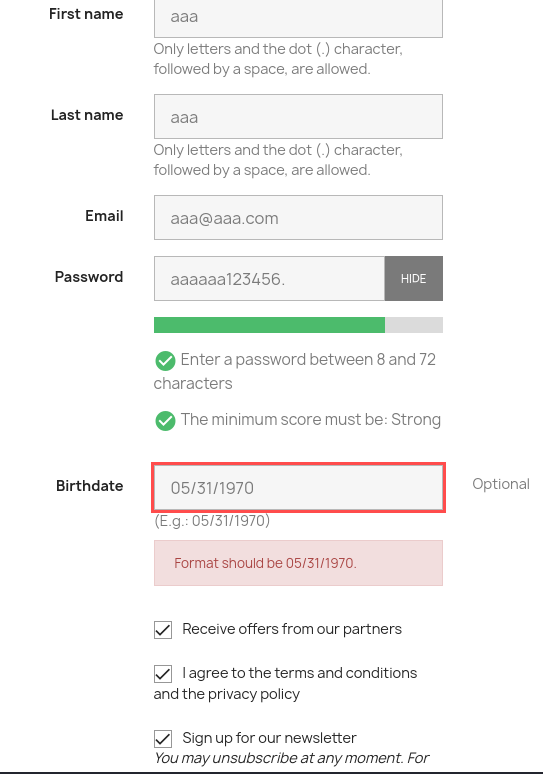 First name
aaa
Only letters and the dot (.) character,
followed by a space, are allowed.
Last name
aaa
Only letters and the dot (.) character,
followed by a space, are allowed.
Email
aaa@aaa.com
Password
aaaaaa123456.
HIDE
Enter a password between 8 and 72
characters
The minimum score must be: Strong
Birthdate
05/31/1970
Optional
(E.g.: 05/31/1970)
Format should be 05/31/1970.
Receive offers from our partners
I agree to the terms and conditions
and the privacy policy
Sign up for our newsletter
You may unsubscribe at any moment. For